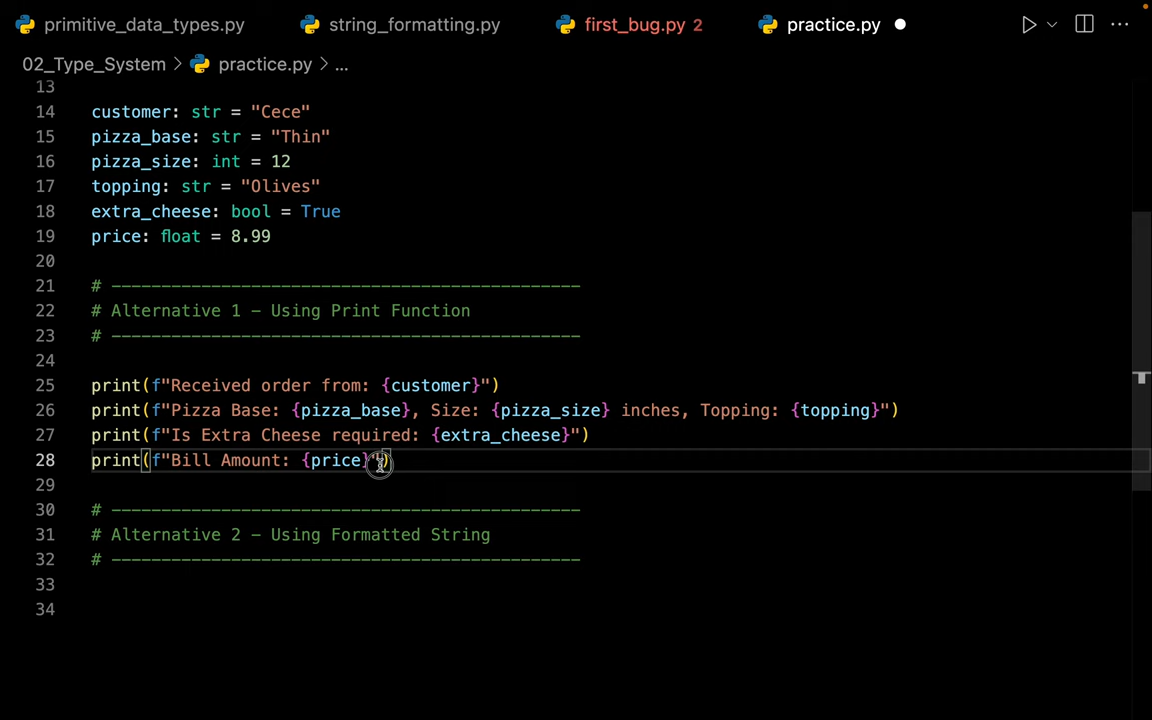 primitive_data_types.py string_formatting.py first_bug.py 2 practice.py
02_Type_System > practice.py > ...
13
14 customer: str = "Cece"
15 pizza_base: str = "Thin"
16 pizza_size: int = 12
17 topping: str = "Olives"
18 extra_cheese: bool = True
19 price: float = 8.99
20
21 # -----------------------------------------------
22 # Alternative 1 - Using Print Function
23 # -----------------------------------------------
24
25 print(f"Received order from: {customer}")
26 print(f"Pizza Base: {pizza_base}, Size: {pizza_size} inches, Topping: {topping}")
27 print(f"Is Extra Cheese required: {extra_cheese}")
28 print(f"Bill Amount: {price}")
29
30 # -----------------------------------------------
31 # Alternative 2 - Using Formatted String
32 # -----------------------------------------------
33
34